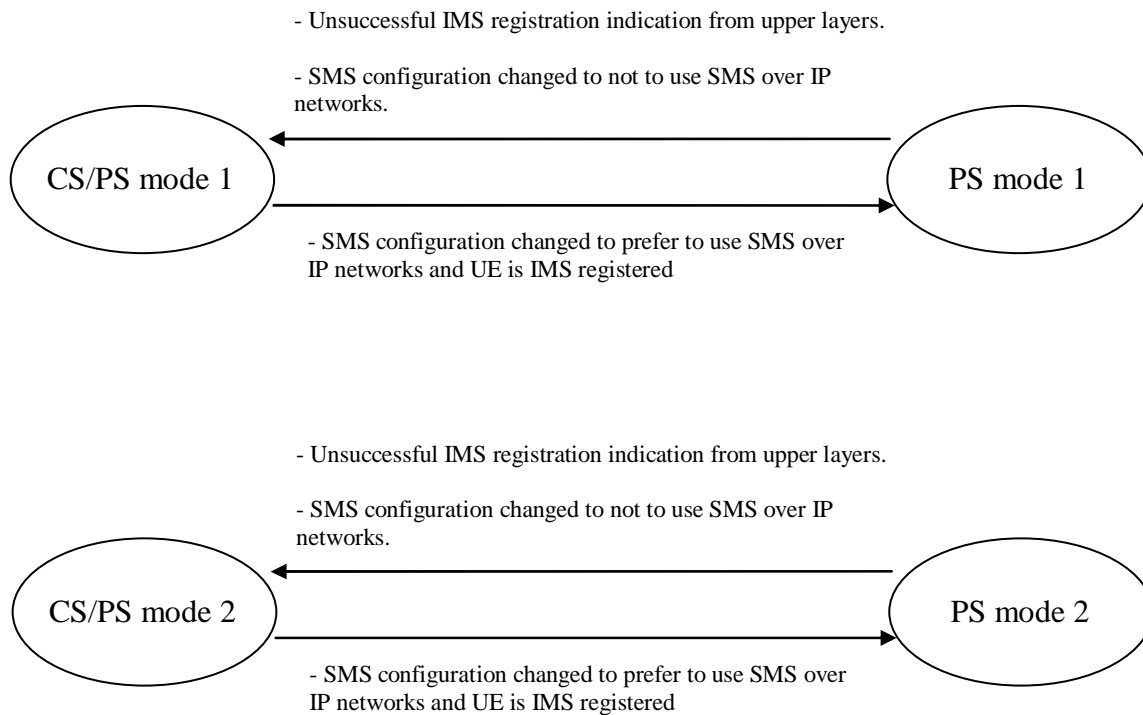 - Unsuccessful IMS registration indication from upper layers.
- SMS configuration changed to not to use SMS over IP
networks.
CS/PS mode 1
PS mode 1
- SMS configuration changed to prefer to use SMS over
IP networks and UE is IMS registered
- Unsuccessful IMS registration indication from upper layers.
- SMS configuration changed to not to use SMS over IP
networks.
CS/PS mode 2
PS mode 2
- SMS configuration changed to prefer to use SMS over
IP networks and UE is IMS registered